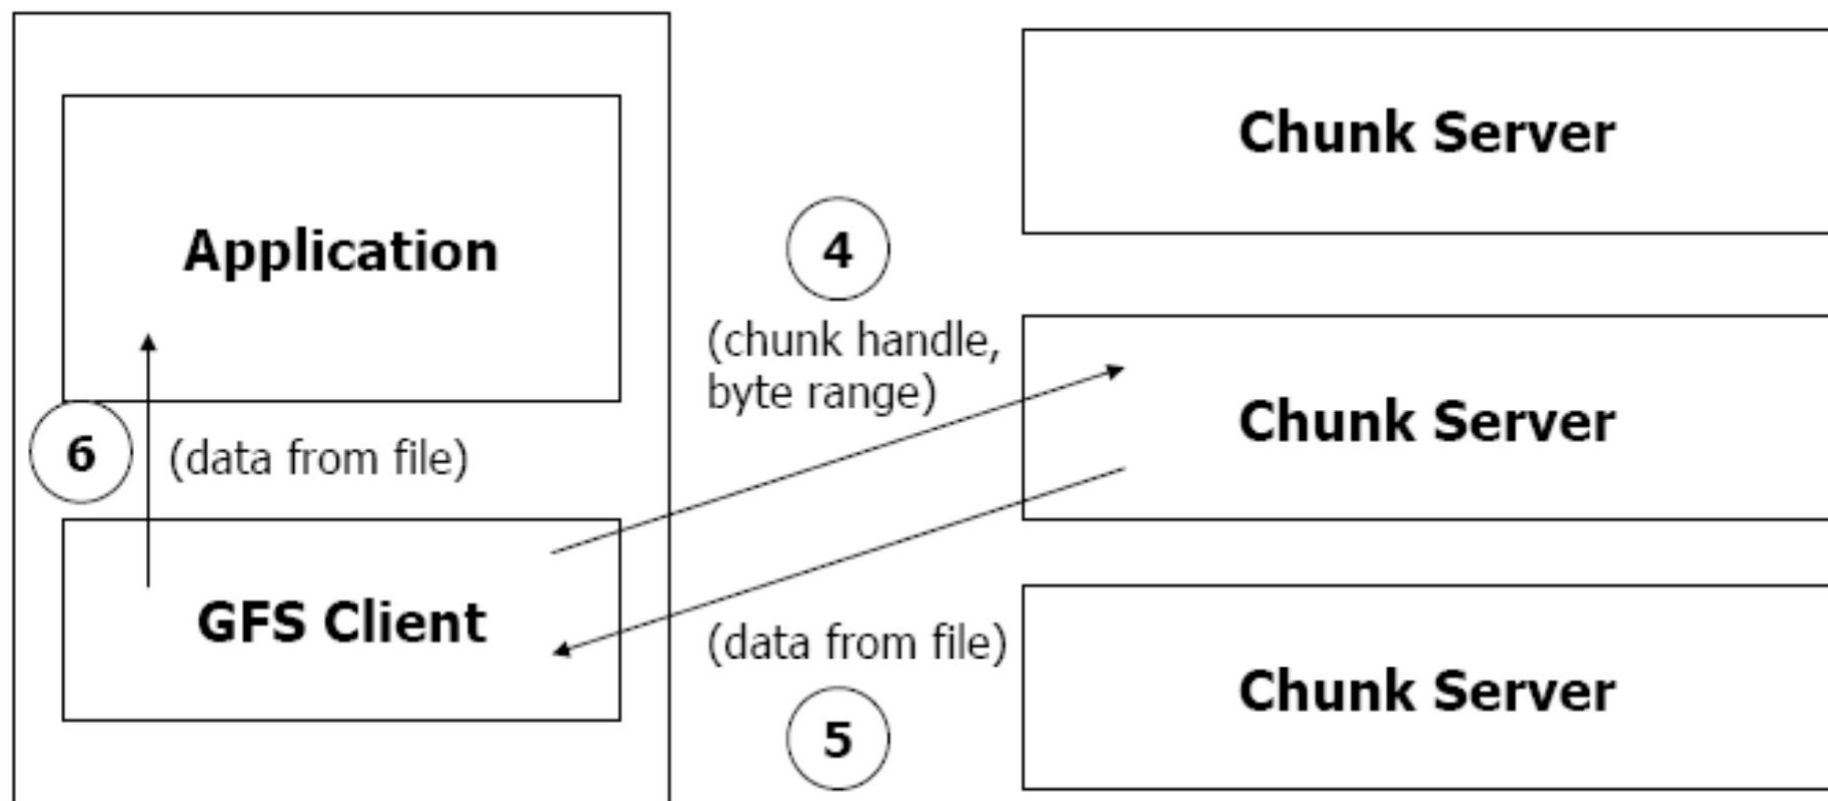 Application
6
(data from file)
GFS Client
4
(chunk handle,
byte range)
(data from file)
5
Chunk Server
Chunk Server
Chunk Server